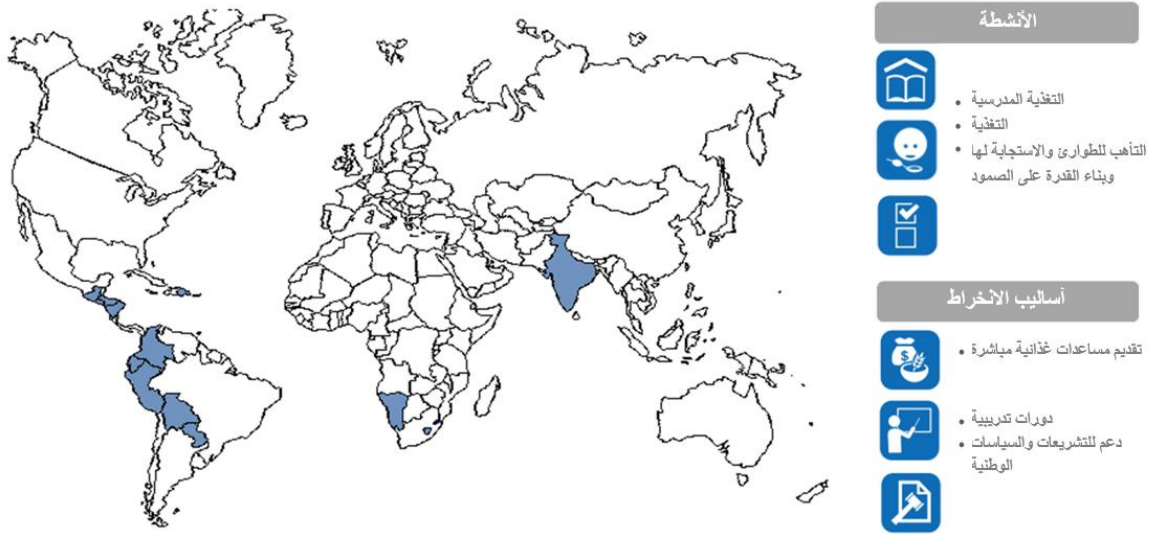 الأنشطة
• التغذية المدرسية
• التغذية
• التأهب للطوارئ والاستجابة لها
وبناء القدرة على الصمود
أساليب الانخراط
• تقديم مساعدات غذائية مباشرة
• دورات تدريبية
• دعم للتشريعات والسياسات
الوطنية